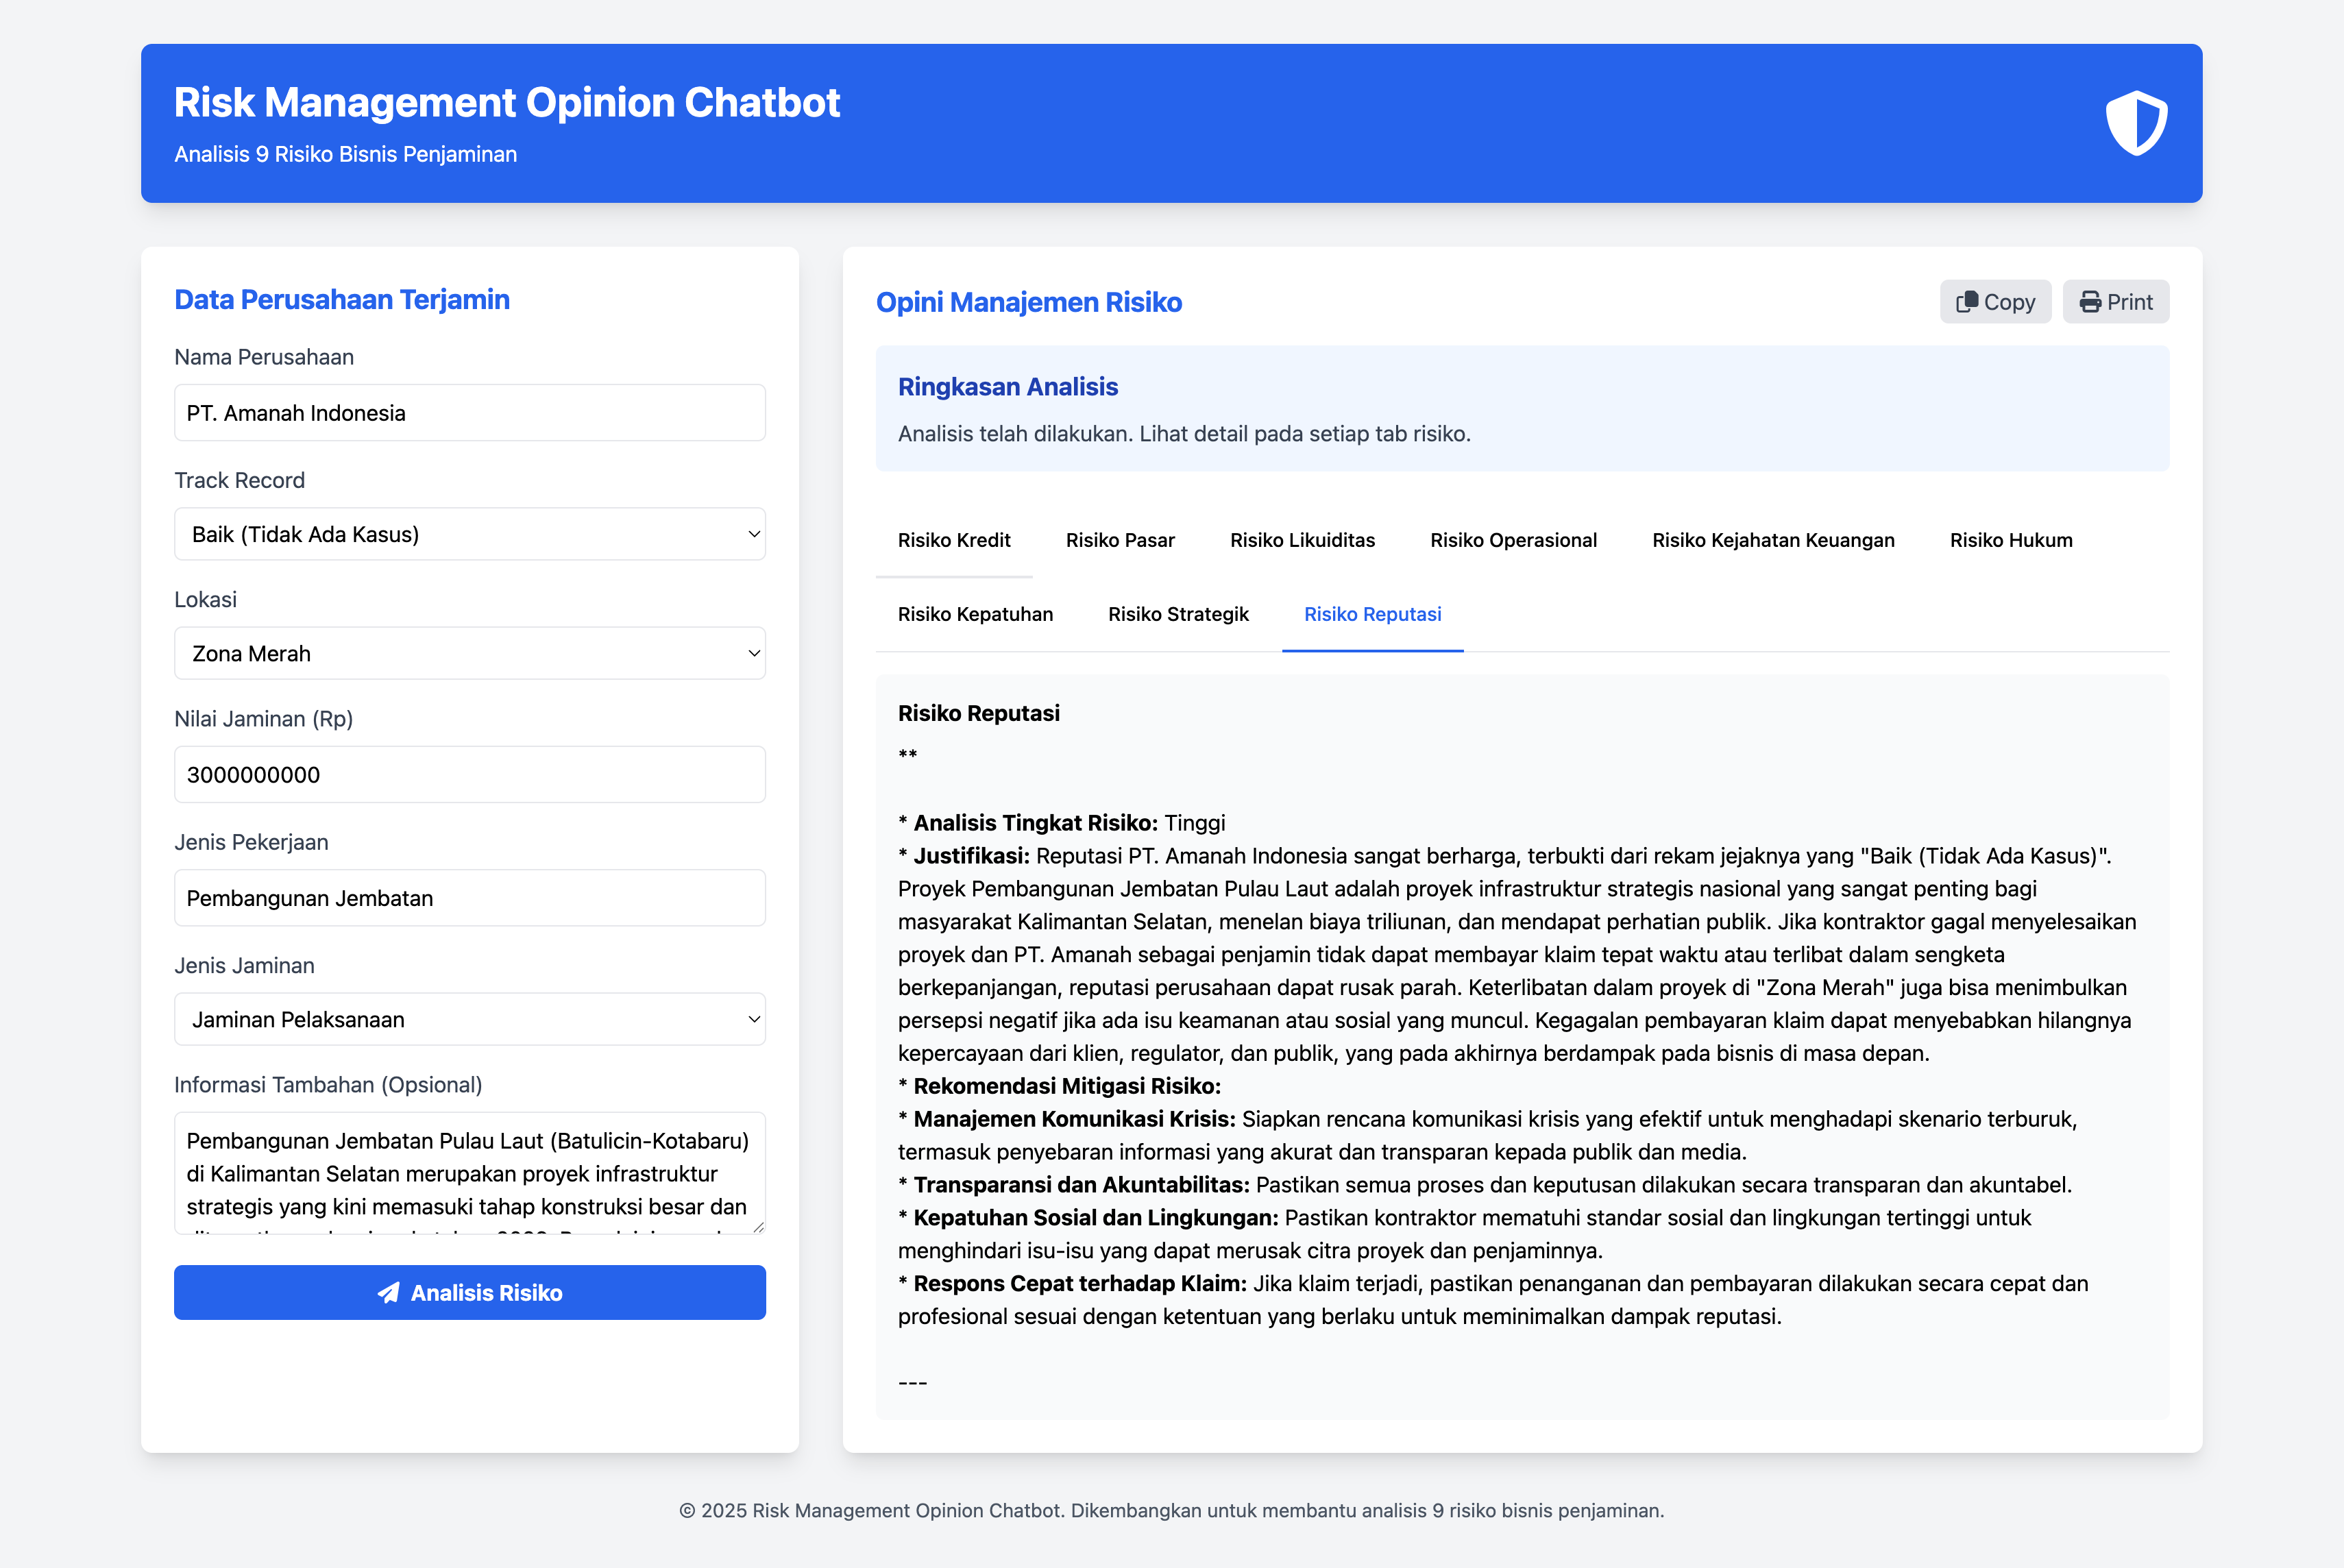 Risk Management Opinion Chatbot
Analisis 9 Risiko Bisnis Penjaminan
Data Perusahaan Terjamin
Nama Perusahaan
PT. Amanah Indonesia
Track Record
Baik (Tidak Ada Kasus)
Lokasi
Zona Merah
Nilai Jaminan (Rp)
3000000000
Jenis Pekerjaan
Pembangunan Jembatan
Jenis Jaminan
Jaminan Pelaksanaan
Informasi Tambahan (Opsional)
Pembangunan Jembatan Pulau Laut (Batulicin-Kotabaru)
di Kalimantan Selatan merupakan proyek infrastruktur
strategis yang kini memasuki tahap konstruksi besar dan
Analisis Risiko
Opini Manajemen Risiko
Copy
Print
Ringkasan Analisis
Analisis telah dilakukan. Lihat detail pada setiap tab risiko.
Risiko Kredit
Risiko Pasar
Risiko Likuiditas
Risiko Operasional
Risiko Kejahatan Keuangan
Risiko Hukum
Risiko Kepatuhan
Risiko Strategik
Risiko Reputasi
Risiko Reputasi
**
* Analisis Tingkat Risiko: Tinggi
* Justifikasi: Reputasi PT. Amanah Indonesia sangat berharga, terbukti dari rekam jejaknya yang "Baik (Tidak Ada Kasus)".
Proyek Pembangunan Jembatan Pulau Laut adalah proyek infrastruktur strategis nasional yang sangat penting bagi
masyarakat Kalimantan Selatan, menelan biaya triliunan, dan mendapat perhatian publik. Jika kontraktor gagal menyelesaikan
proyek dan PT. Amanah sebagai penjamin tidak dapat membayar klaim tepat waktu atau terlibat dalam sengketa
berkepanjangan, reputasi perusahaan dapat rusak parah. Keterlibatan dalam proyek di "Zona Merah" juga bisa menimbulkan
persepsi negatif jika ada isu keamanan atau sosial yang muncul. Kegagalan pembayaran klaim dapat menyebabkan hilangnya
kepercayaan dari klien, regulator, dan publik, yang pada akhirnya berdampak pada bisnis di masa depan.
* Rekomendasi Mitigasi Risiko:
* Manajemen Komunikasi Krisis: Siapkan rencana komunikasi krisis yang efektif untuk menghadapi skenario terburuk,
termasuk penyebaran informasi yang akurat dan transparan kepada publik dan media.
* Transparansi dan Akuntabilitas: Pastikan semua proses dan keputusan dilakukan secara transparan dan akuntabel.
* Kepatuhan Sosial dan Lingkungan: Pastikan kontraktor mematuhi standar sosial dan lingkungan tertinggi untuk
menghindari isu-isu yang dapat merusak citra proyek dan penjaminnya.
* Respons Cepat terhadap Klaim: Jika klaim terjadi, pastikan penanganan dan pembayaran dilakukan secara cepat dan
profesional sesuai dengan ketentuan yang berlaku untuk meminimalkan dampak reputasi.
---
© 2025 Risk Management Opinion Chatbot. Dikembangkan untuk membantu analisis 9 risiko bisnis penjaminan.